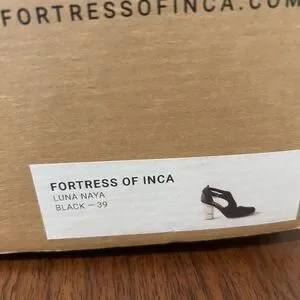 FORTRESSOFINCA.COM
FORTRESS OF INCA
LUNA NAYA
BLACK — 39